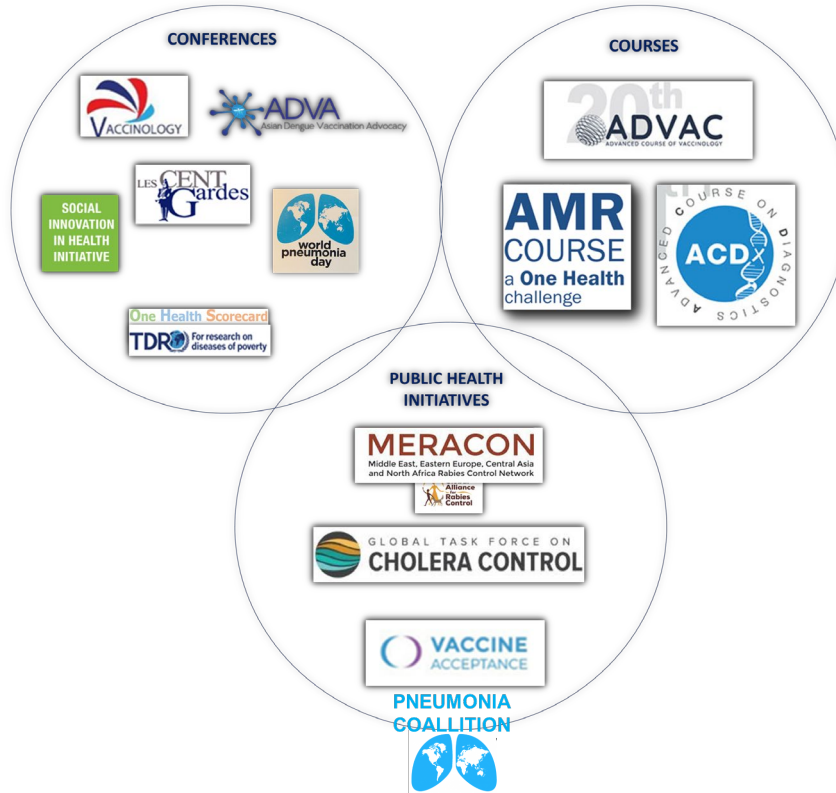 CONFERENCES
VACCINOLOGY
ADVA
Asian Dengue Vaccination Advocacy
LES CENT
Gardes
SOCIAL
INNOVATION
IN HEALTH
INITIATIVE
world
pneumonia
day
One Health Scorecard
TDR For research on
diseases of poverty
COURSES
20th
ADVAC
ADVANCED COURSE OF VACCINOLOGY
AMR
COURSE
a One Health
challenge
ADVANCED COURSE ON DIAGNOSTICS
ACDx
PUBLIC HEALTH
INITIATIVES
MERACON
Middle East, Eastern Europe, Central Asia
and North Africa Rabies Control Network
Alliance
for
Rabies
Control
GLOBAL TASK FORCE ON
CHOLERA CONTROL
VACCINE
ACCEPTANCE
PNEUMONIA
COALLITION